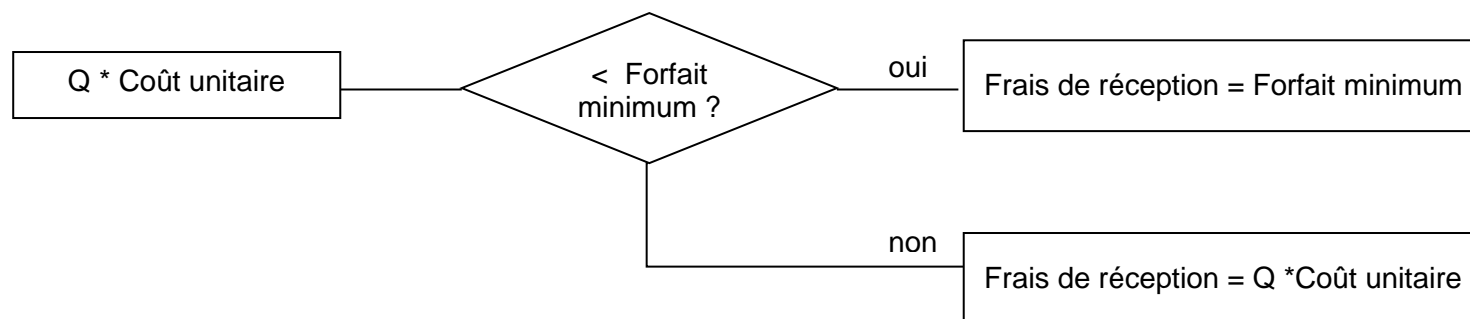 Q * Coût unitaire
< Forfait
minimum ?
oui
Frais de réception = Forfait minimum
non
Frais de réception = Q *Coût unitaire